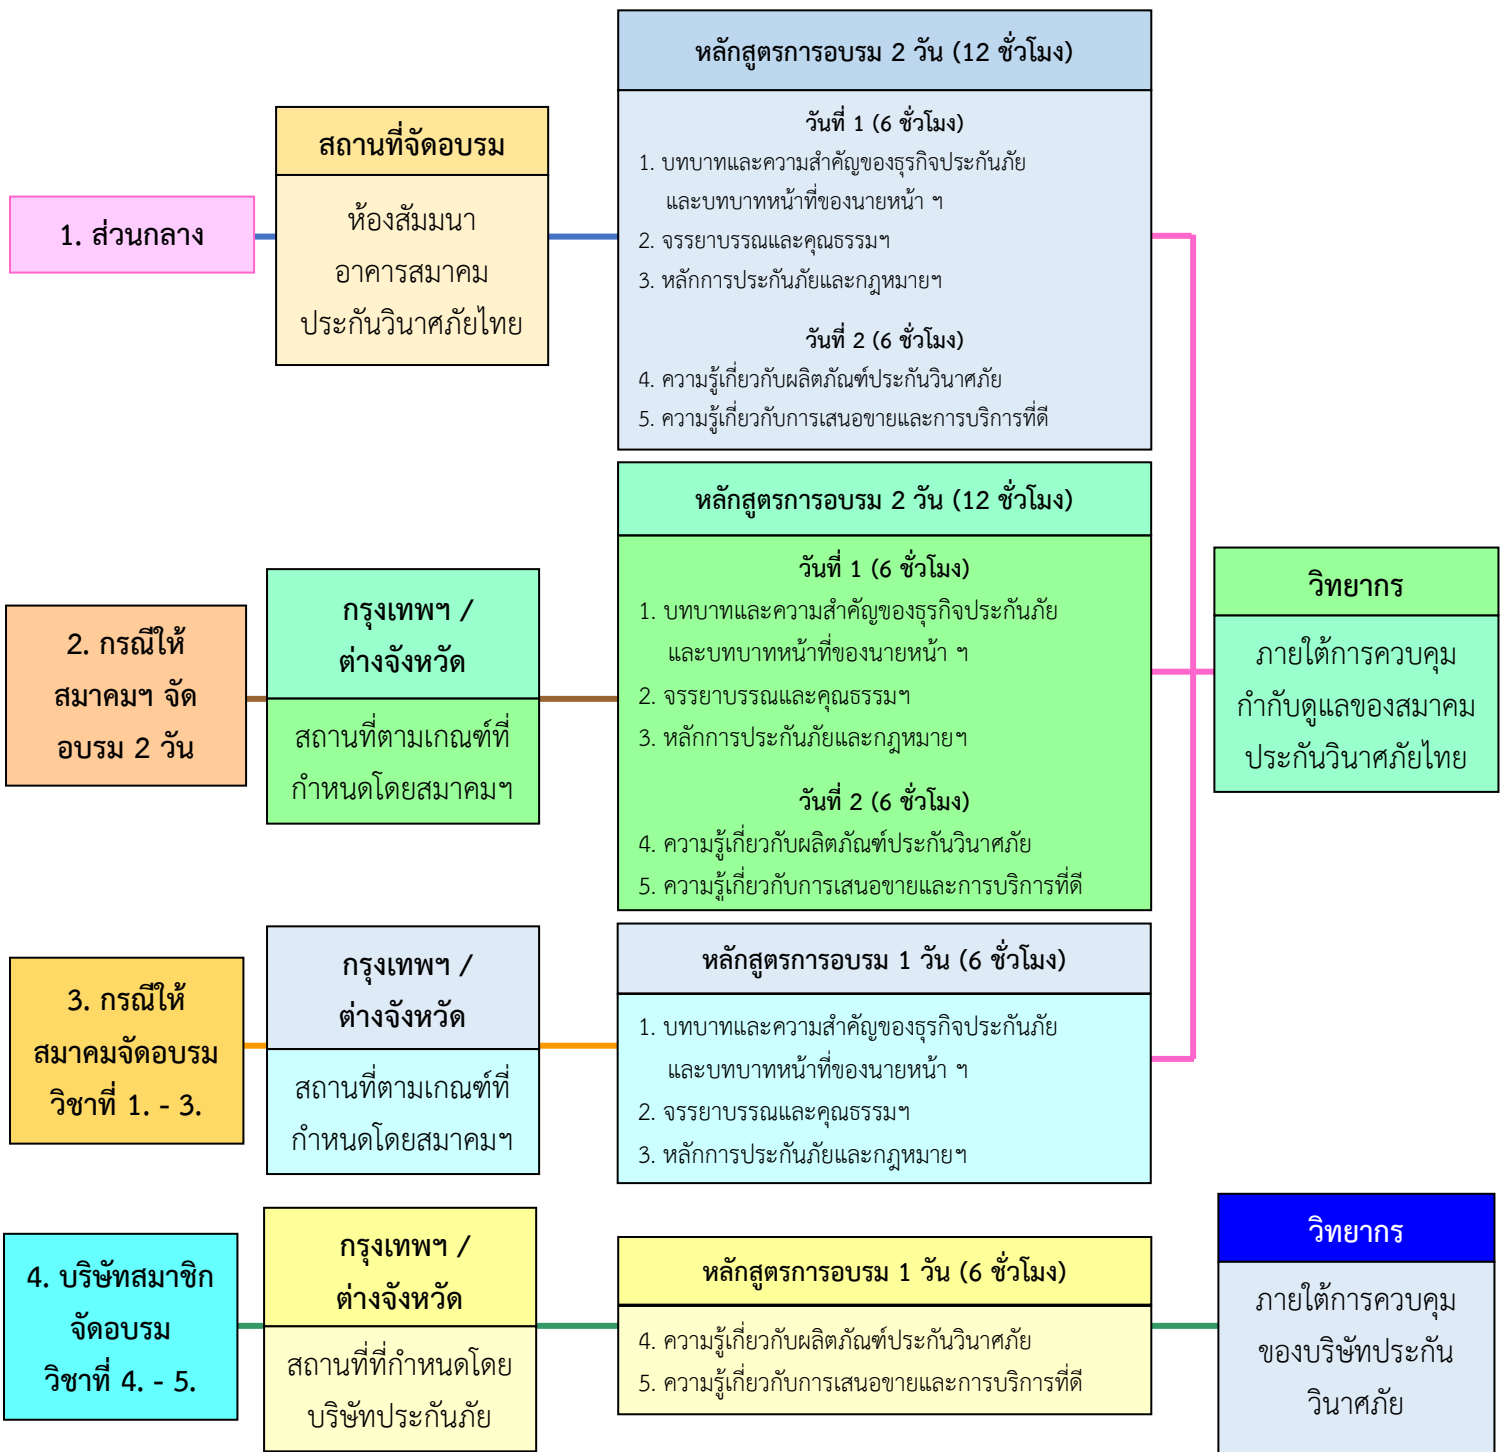 1. ส่วนกลาง
สถานที่จัดอบรม
ห้องสัมมนา
อาคารสมาคม
ประกันวินาศภัยไทย
หลักสูตรการอบรม 2 วัน (12 ชั่วโมง)
วันที่ 1 (6 ชั่วโมง)
1. บทบาทและความสำคัญของธุรกิจประกันภัย
และบทบาทหน้าที่ของนายหน้า ฯ
2. จรรยาบรรณและคุณธรรมฯ
3. หลักการประกันภัยและกฎหมายฯ
วันที่ 2 (6 ชั่วโมง)
4. ความรู้เกี่ยวกับผลิตภัณฑ์ประกันวินาศภัย
5. ความรู้เกี่ยวกับการเสนอขายและการบริการที่ดี
2. กรณีให้
สมาคมฯ จัด
อบรม 2 วัน
กรุงเทพฯ /
ต่างจังหวัด
สถานที่ตามเกณฑ์ที่
กำหนดโดยสมาคมฯ
หลักสูตรการอบรม 2 วัน (12 ชั่วโมง)
วันที่ 1 (6 ชั่วโมง)
1. บทบาทและความสำคัญของธุรกิจประกันภัย
และบทบาทหน้าที่ของนายหน้า ฯ
2. จรรยาบรรณและคุณธรรมฯ
3. หลักการประกันภัยและกฎหมายฯ
วันที่ 2 (6 ชั่วโมง)
4. ความรู้เกี่ยวกับผลิตภัณฑ์ประกันวินาศภัย
5. ความรู้เกี่ยวกับการเสนอขายและการบริการที่ดี
วิทยากร
ภายใต้การควบคุม
กำกับดูแลของสมาคม
ประกันวินาศภัยไทย
3. กรณีให้
สมาคมจัดอบรม
วิชาที่ 1. - 3.
กรุงเทพฯ /
ต่างจังหวัด
สถานที่ตามเกณฑ์ที่
กำหนดโดยสมาคมฯ
หลักสูตรการอบรม 1 วัน (6 ชั่วโมง)
1. บทบาทและความสำคัญของธุรกิจประกันภัย
และบทบาทหน้าที่ของนายหน้า ฯ
2. จรรยาบรรณและคุณธรรมฯ
3. หลักการประกันภัยและกฎหมายฯ
4. บริษัทสมาชิก
จัดอบรม
วิชาที่ 4. - 5.
กรุงเทพฯ /
ต่างจังหวัด
สถานที่ที่กำหนดโดย
บริษัทประกันภัย
หลักสูตรการอบรม 1 วัน (6 ชั่วโมง)
4. ความรู้เกี่ยวกับผลิตภัณฑ์ประกันวินาศภัย
5. ความรู้เกี่ยวกับการเสนอขายและการบริการที่ดี
วิทยากร
ภายใต้การควบคุม
ของบริษัทประกัน
วินาศภัย